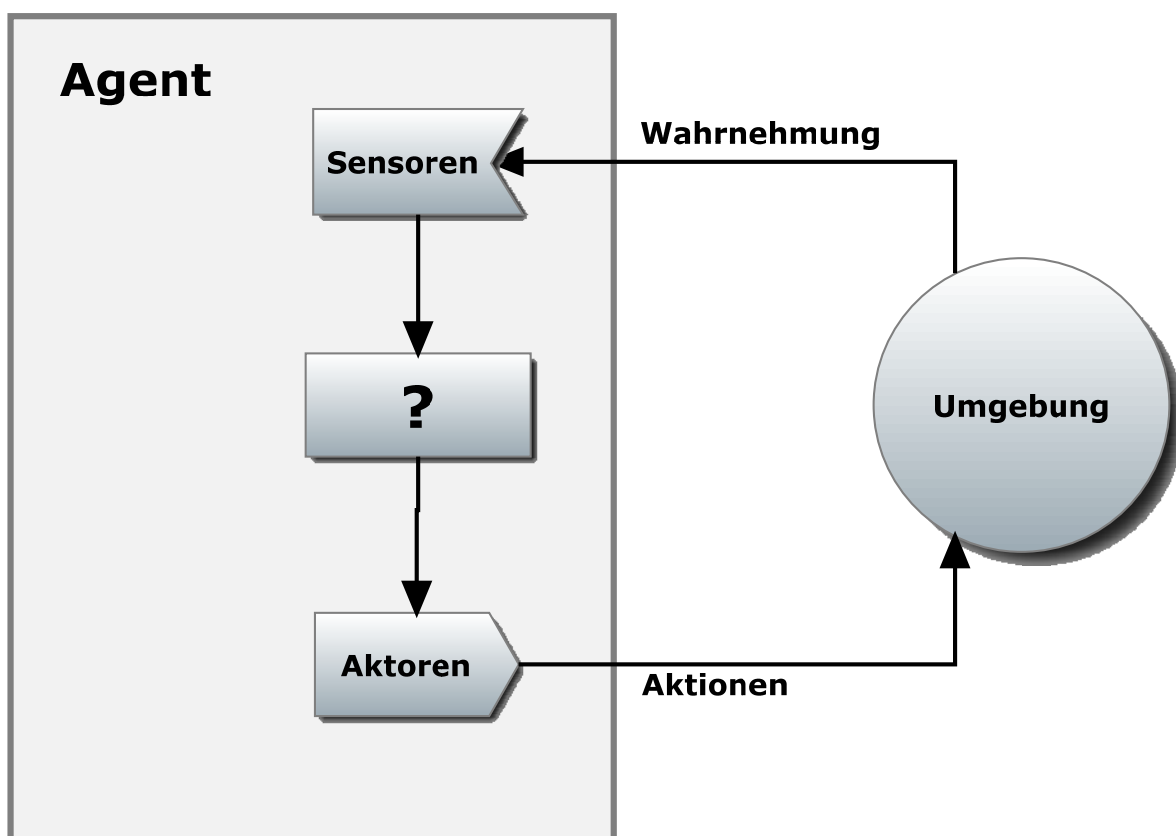 Agent
Wahrnehmung
Sensoren
?
Umgebung
Aktoren
Aktionen